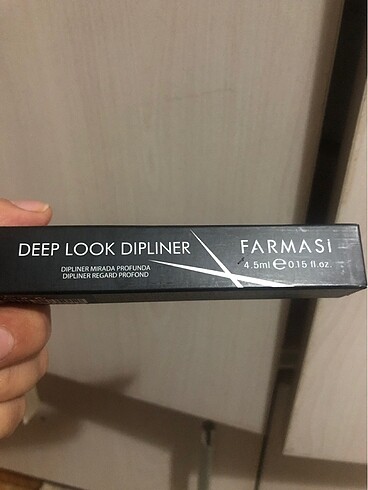 DEEP LOOK DIPLINER
DIPLINER MIRADA PROFUNDA
DIPLINER REGARD PROFOND
FARMASi
4.5ml ℮ 0.15 fl.oz.